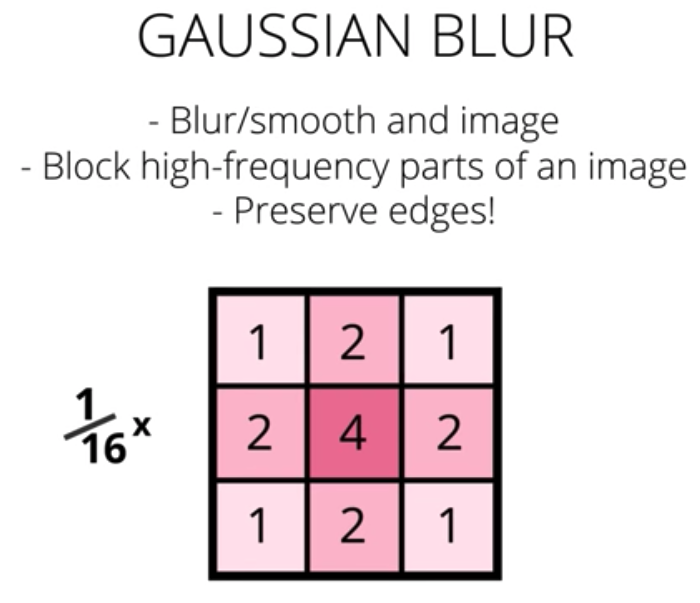 GAUSSIAN BLUR
- Blur/smooth and image
- Block high-frequency parts of an image
- Preserve edges!
1 2 1
1/16 x 2 4 2
1 2 1